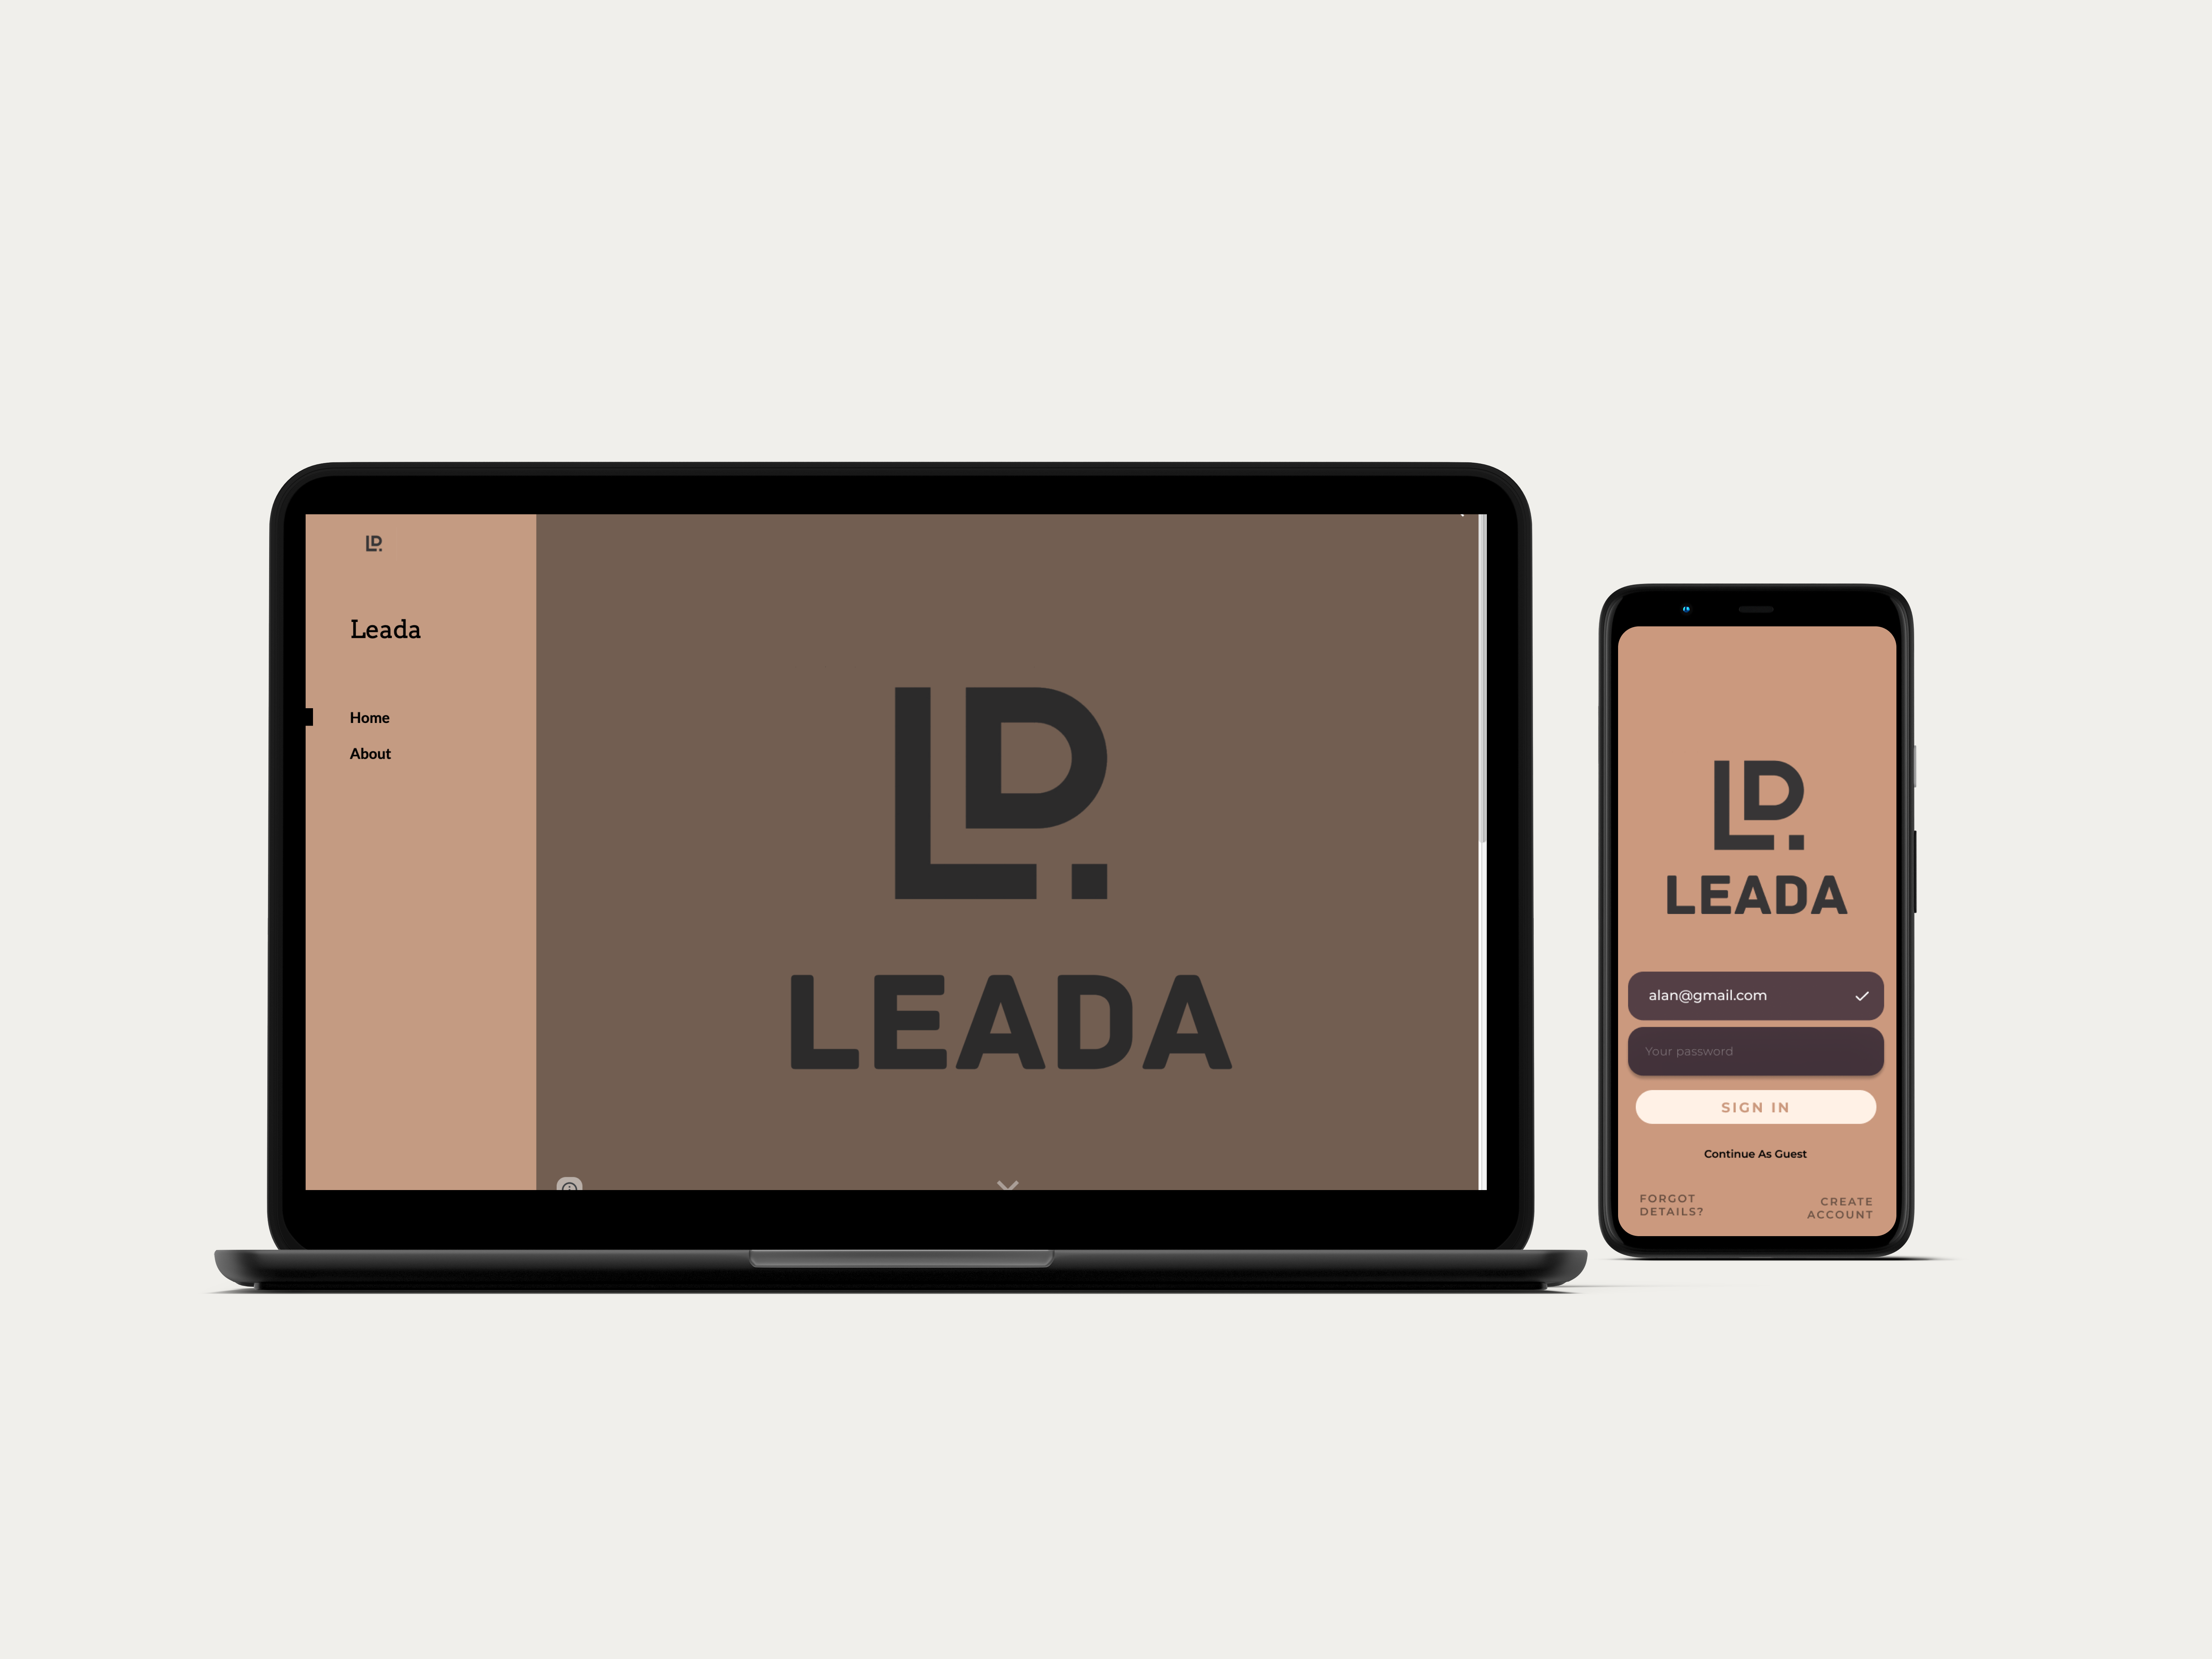 LD.
Leada
Home
About
LD.
LEADA
LD.
LEADA
alan@gmail.com
Your password
SIGN IN
Continue As Guest
FORGOT
DETAILS?
CREATE
ACCOUNT